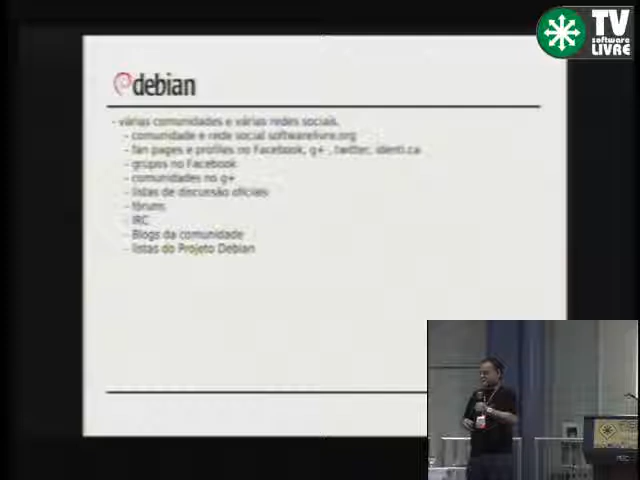 TV
software
LIVRE
debian
- várias comunidades e várias redes sociais.
- comunidade e rede social softwarelivre.org
- fan pages e profiles no Facebook, g+ , twitter, identi.ca
- grupos no Facebook
- comunidades no g+
- listas de discussão oficiais
- fóruns
- IRC
- Blogs da comunidade
- listas do Projeto Debian